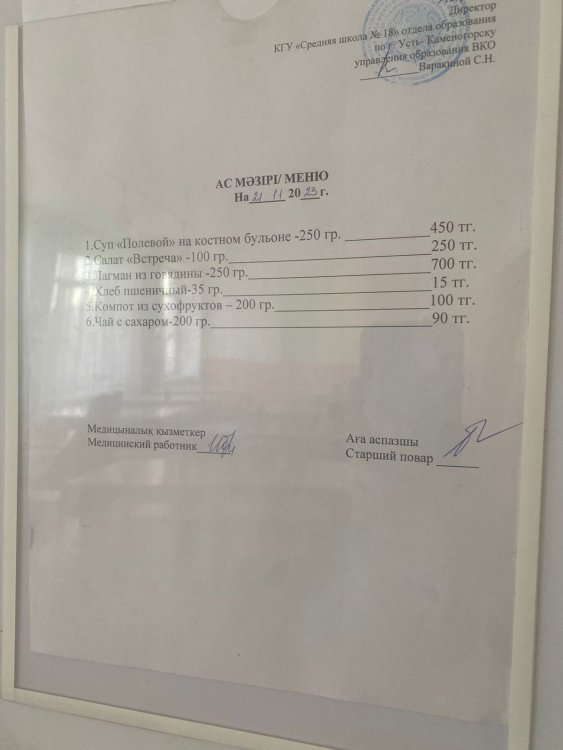 Директор
КГУ «Средняя школа № 18» отдела образования
по г. Усть- Каменогорску
управления образования ВКО
Варакиной С.Н.
АС МӘЗІРІ/ МЕНЮ
На 21 11 2023 г.
1.Суп «Полевой» на костном бульоне -250 гр. 450 тг.
2.Салат «Встреча» -100 гр. 250 тг.
3.Лагман из говядины -250 гр. 700 тг.
4.Хлеб пшеничный-35 гр. 15 тг.
5.Компот из сухофруктов – 200 гр. 100 тг.
6.Чай с сахаром-200 гр. 90 тг.
Медициналық қызметкер
Медицинский работник
Аға аспазшы
Старший повар